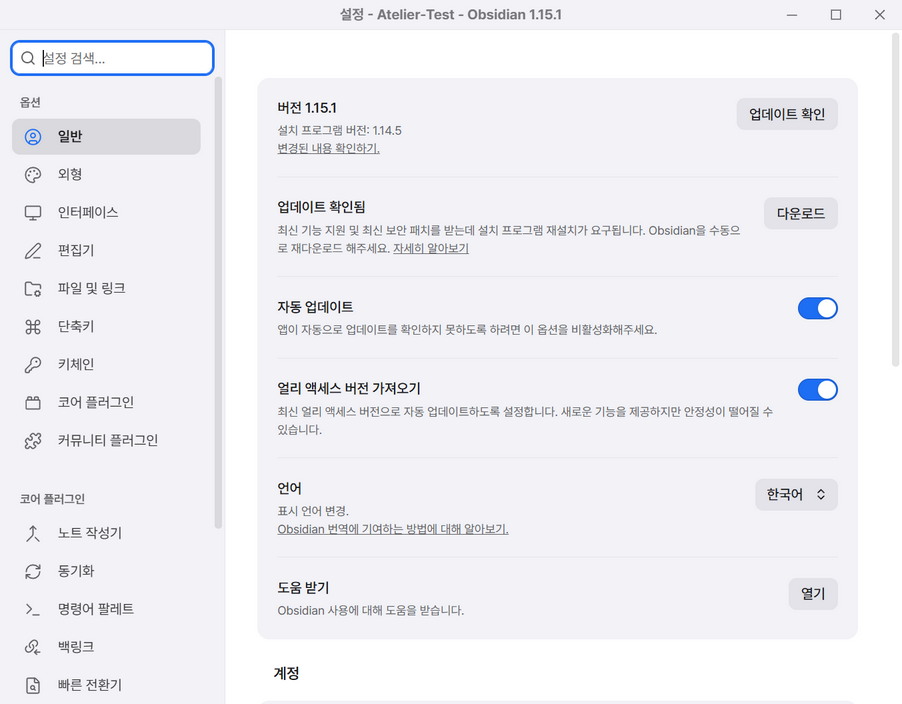 설정 - Atelier-Test - Obsidian 1.15.1
설정 검색...
옵션
일반
외형
인터페이스
편집기
파일 및 링크
단축키
키체인
코어 플러그인
커뮤니티 플러그인
코어 플러그인
노트 작성기
동기화
명령어 팔레트
백링크
빠른 전환기
버전 1.15.1
설치 프로그램 버전: 1.14.5
변경된 내용 확인하기.
업데이트 확인
업데이트 확인됨
최신 기능 지원 및 최신 보안 패치를 받는데 설치 프로그램 재설치가 요구됩니다. Obsidian을 수동으
로 재다운로드 해주세요. 자세히 알아보기
다운로드
자동 업데이트
앱이 자동으로 업데이트를 확인하지 못하도록 하려면 이 옵션을 비활성화해주세요.
얼리 액세스 버전 가져오기
최신 얼리 액세스 버전으로 자동 업데이트하도록 설정합니다. 새로운 기능을 제공하지만 안정성이 떨어질 수
있습니다.
언어
표시 언어 변경.
Obsidian 번역에 기여하는 방법에 대해 알아보기.
한국어
도움 받기
Obsidian 사용에 대해 도움을 받습니다.
열기
계정